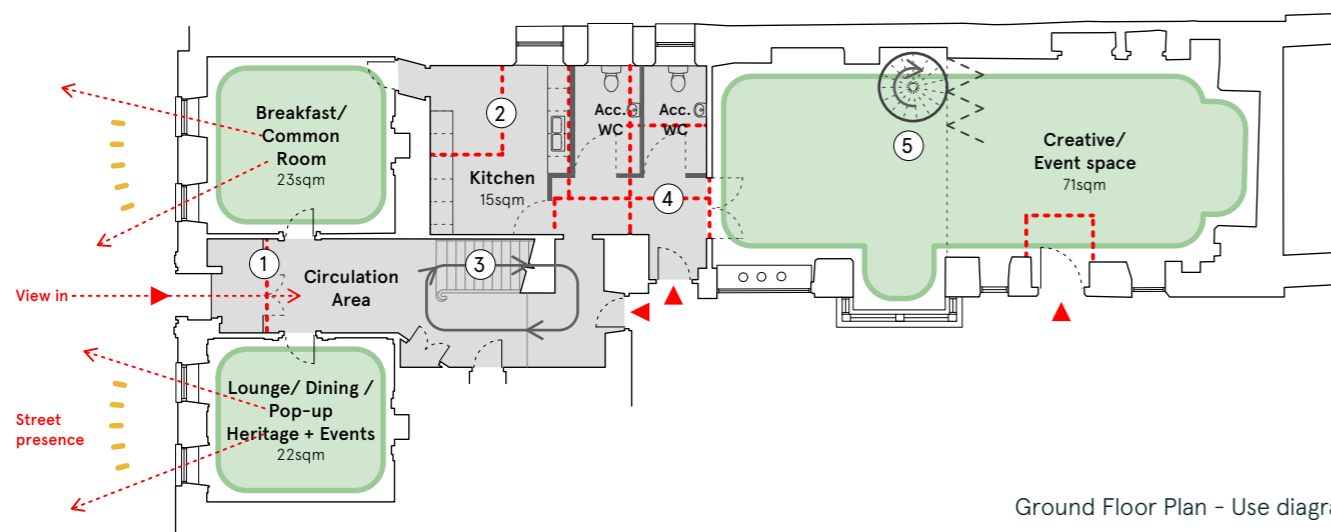 Breakfast/
Common
Room
23sqm
2
Kitchen
15sqm
Acc.
WC
Acc.
WC
4
5
Creative/
Event space
71sqm
View in
1
Circulation
Area
3
Street
presence
Lounge/ Dining /
Pop-up
Heritage + Events
22sqm
Ground Floor Plan - Use diagra